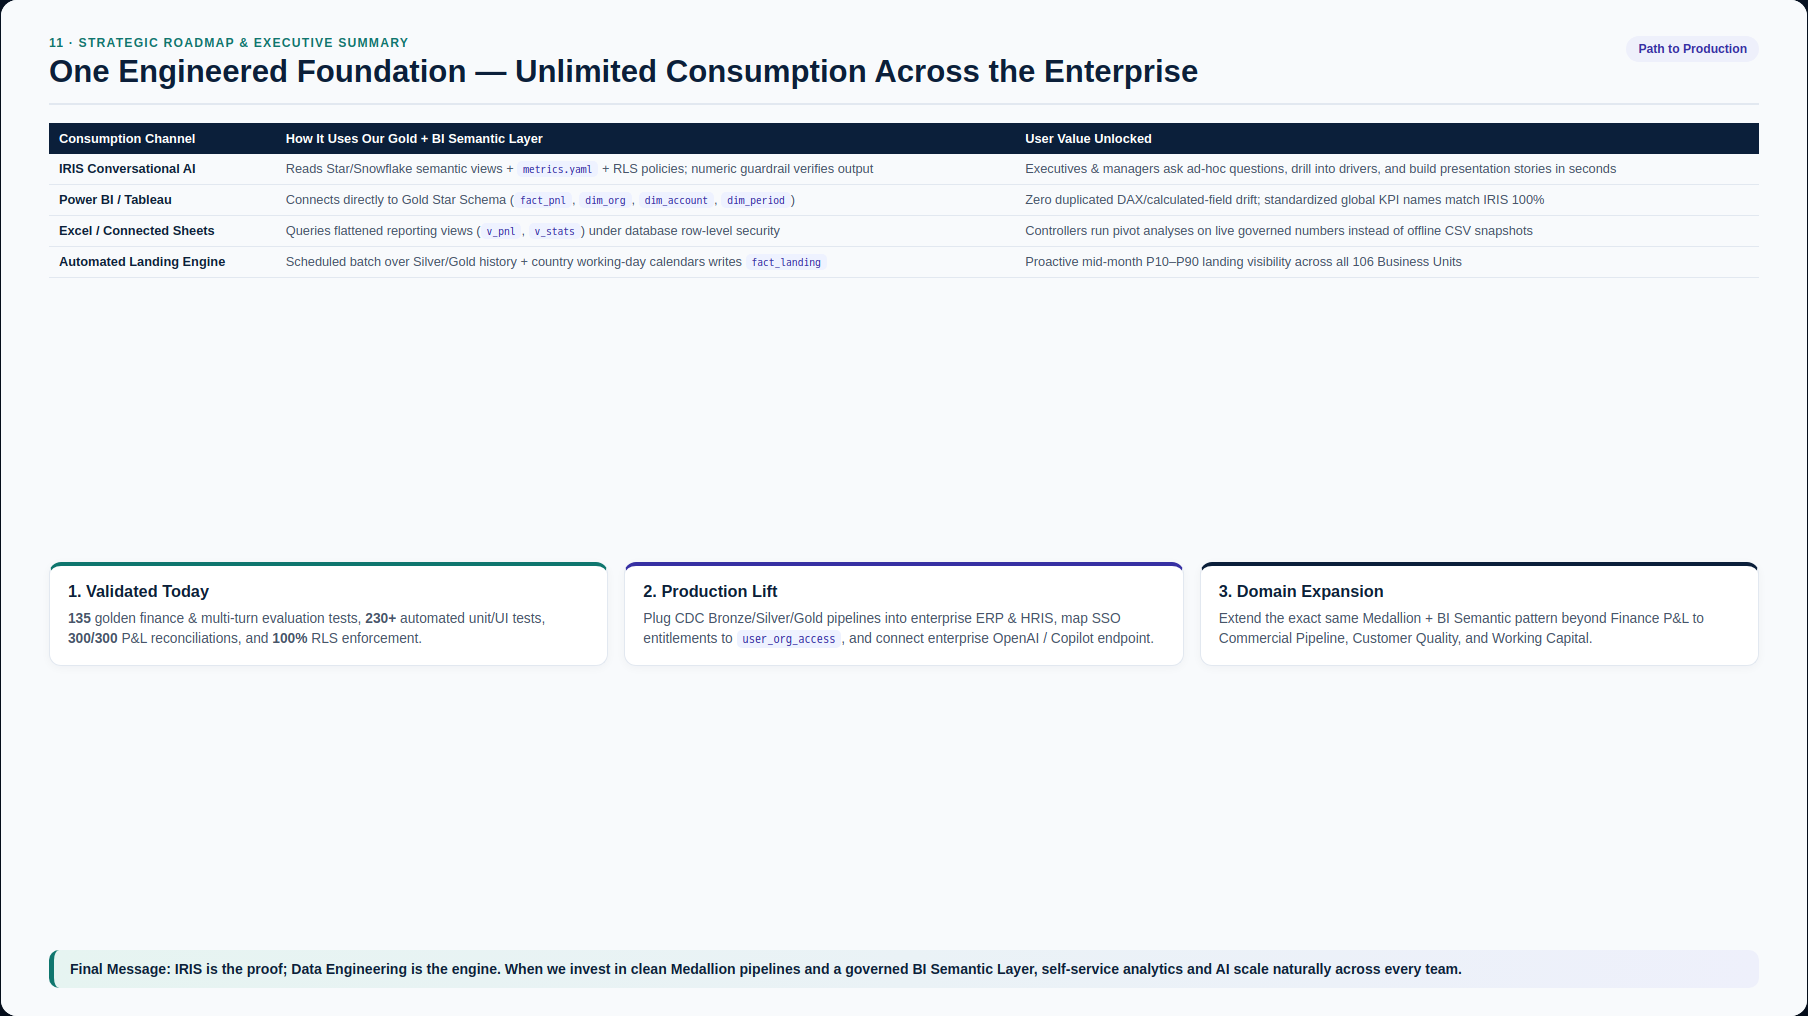 11 · STRATEGIC ROADMAP & EXECUTIVE SUMMARY
Path to Production
One Engineered Foundation — Unlimited Consumption Across the Enterprise
Consumption Channel How It Uses Our Gold + BI Semantic Layer User Value Unlocked
IRIS Conversational AI Reads Star/Snowflake semantic views + metrics.yaml + RLS policies; numeric guardrail verifies output Executives & managers ask ad-hoc questions, drill into drivers, and build presentation stories in seconds
Power BI / Tableau Connects directly to Gold Star Schema ( fact_pnl , dim_org , dim_account , dim_period ) Zero duplicated DAX/calculated-field drift; standardized global KPI names match IRIS 100%
Excel / Connected Sheets Queries flattened reporting views ( v_pnl , v_stats ) under database row-level security Controllers run pivot analyses on live governed numbers instead of offline CSV snapshots
Automated Landing Engine Scheduled batch over Silver/Gold history + country working-day calendars writes fact_landing Proactive mid-month P10–P90 landing visibility across all 106 Business Units
1. Validated Today
135 golden finance & multi-turn evaluation tests, 230+ automated unit/UI tests,
300/300 P&L reconciliations, and 100% RLS enforcement.
2. Production Lift
Plug CDC Bronze/Silver/Gold pipelines into enterprise ERP & HRIS, map SSO
entitlements to user_org_access , and connect enterprise OpenAI / Copilot endpoint.
3. Domain Expansion
Extend the exact same Medallion + BI Semantic pattern beyond Finance P&L to
Commercial Pipeline, Customer Quality, and Working Capital.
Final Message: IRIS is the proof; Data Engineering is the engine. When we invest in clean Medallion pipelines and a governed BI Semantic Layer, self-service analytics and AI scale naturally across every team.